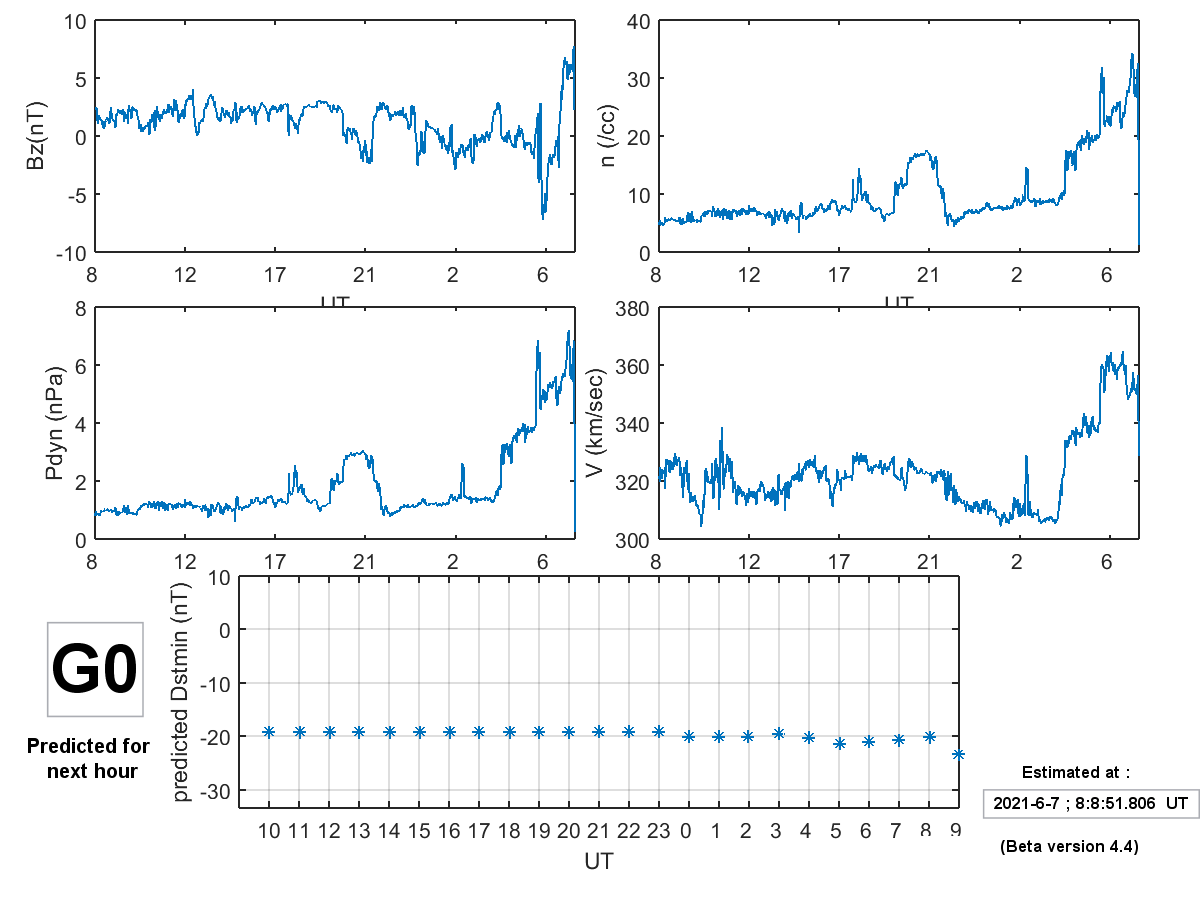 10
5
0
-5
-10
Bz(nT)
8 12 17 21 2 6
UT
40
30
20
10
0
n (/cc)
8 12 17 21 2 6
UT
8
6
4
2
0
Pdyn (nPa)
8 12 17 21 2 6
380
360
340
320
300
V (km/sec)
8 12 17 21 2 6
G0
Predicted for
next hour
10
0
-10
-20
-30
predicted Dstmin (nT)
10 11 12 13 14 15 16 17 18 19 20 21 22 23 0 1 2 3 4 5 6 7 8 9
UT
Estimated at :
2021-6-7 ; 8:8:51.806 UT
(Beta version 4.4)